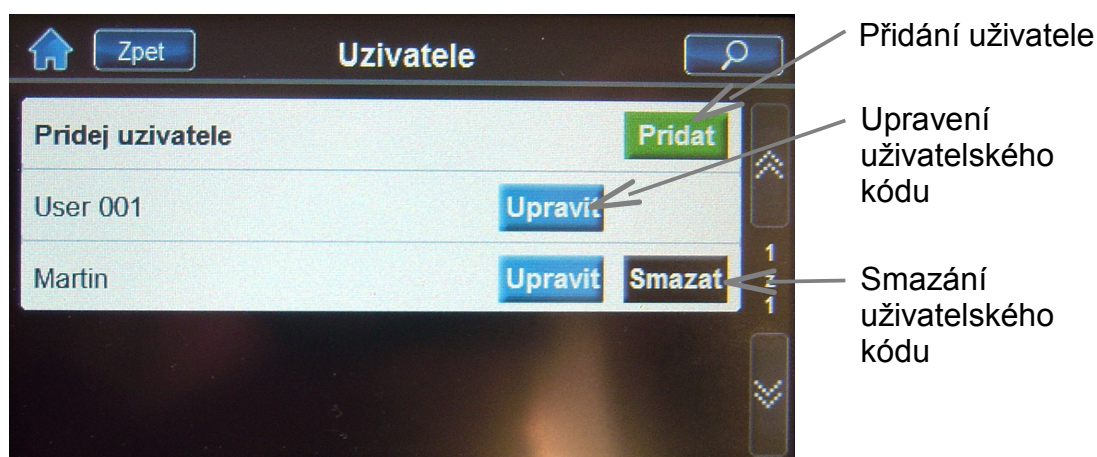 Zpet
Uzivatele
Přidání uživatele
Pridej uzivatele
Pridat
Upravení
uživatelského
kódu
User 001
Upravit
Martin
Upravit
Smazat
1
z
1
Smazání
uživatelského
kódu